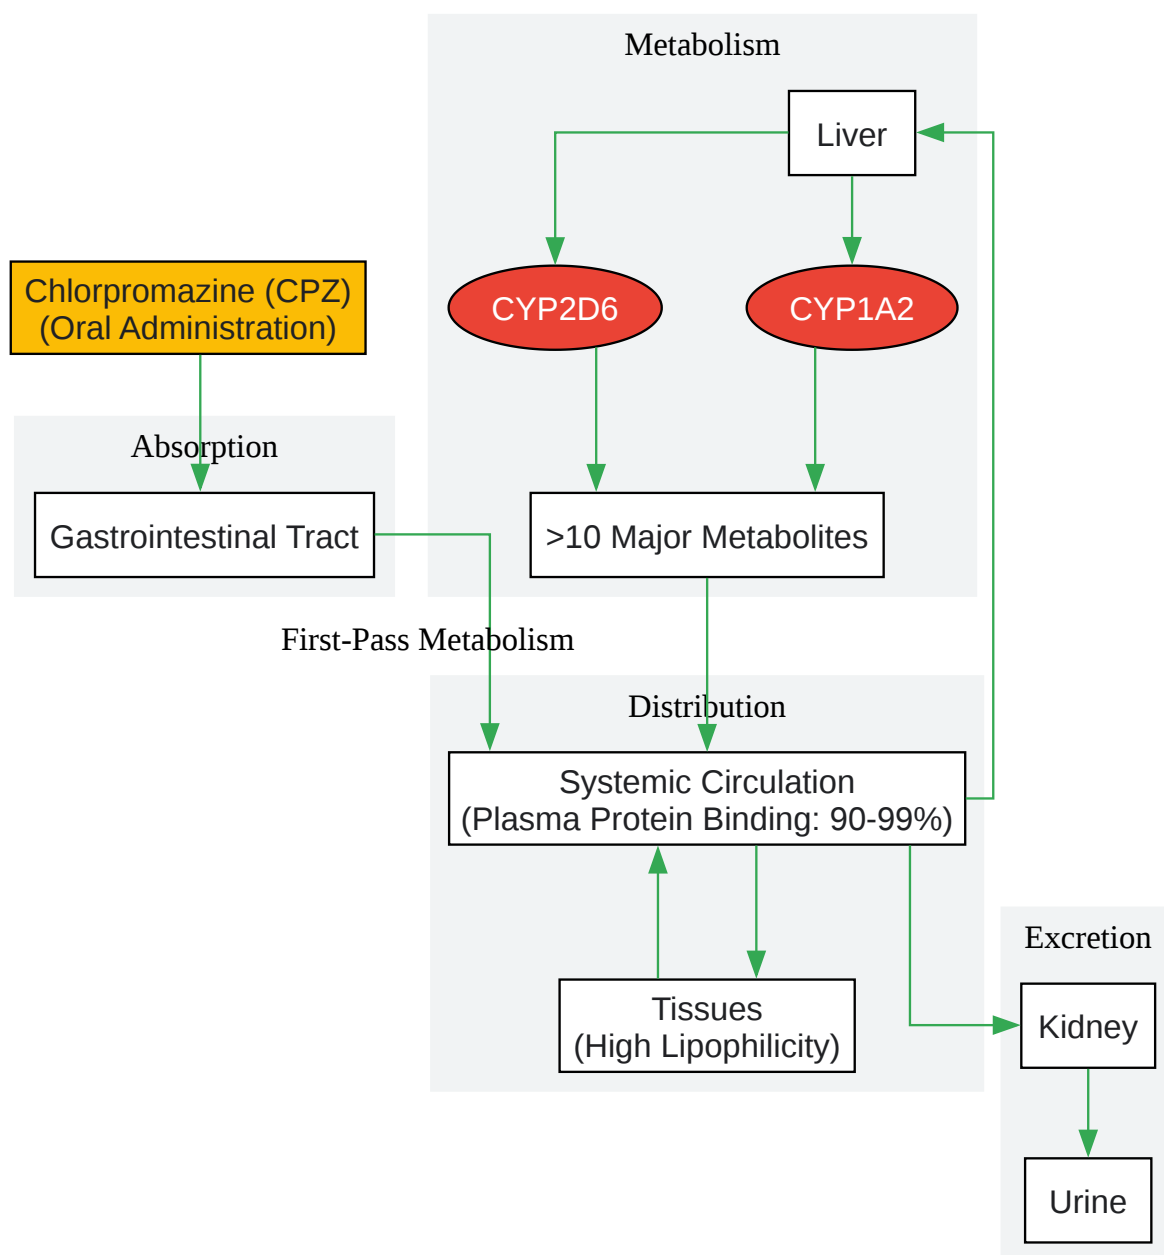 Metabolism
Liver
CYP2D6
CYP1A2
Chlorpromazine (CPZ)
(Oral Administration)
Absorption
Gastrointestinal Tract
>10 Major Metabolites
First-Pass Metabolism
Distribution
Systemic Circulation
(Plasma Protein Binding: 90-99%)
Tissues
(High Lipophilicity)
Excretion
Kidney
Urine